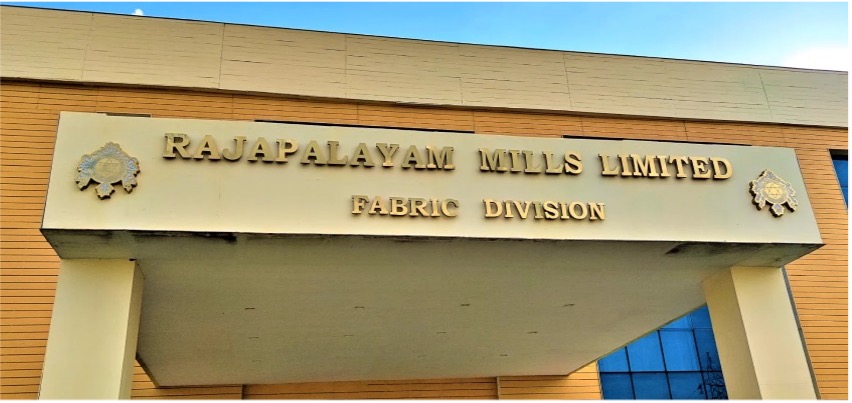 RAJAPALAYAM MILLS LIMITED
FABRIC DIVISION